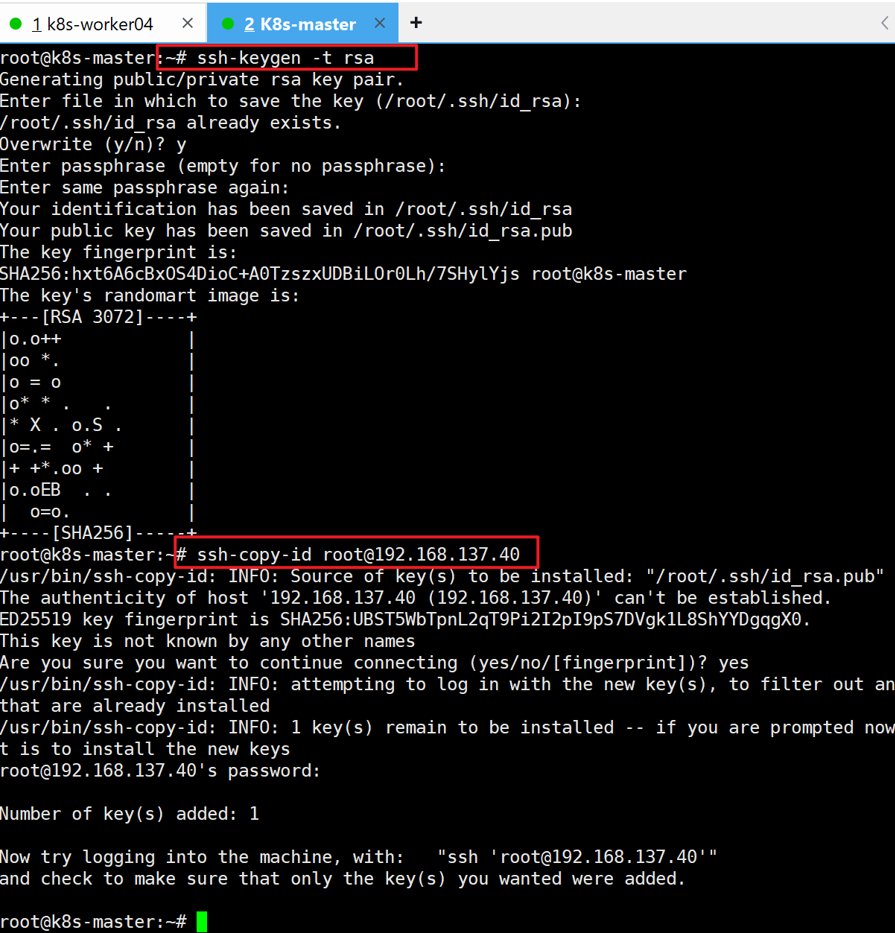 1 k8s-worker04 × 2 K8s-master × +
root@k8s-master:~# ssh-keygen -t rsa
Generating public/private rsa key pair.
Enter file in which to save the key (/root/.ssh/id_rsa):
/root/.ssh/id_rsa already exists.
Overwrite (y/n)? y
Enter passphrase (empty for no passphrase):
Enter same passphrase again:
Your identification has been saved in /root/.ssh/id_rsa
Your public key has been saved in /root/.ssh/id_rsa.pub
The key fingerprint is:
SHA256:hxt6A6cBxOS4DioC+A0TzszxUDBiLOr0Lh/7SHylYjs root@k8s-master
The key's randomart image is:
+---[RSA 3072]----+
|o.o++            |
|oo *.            |
|o = o            |
|o* * .   .       |
|* X . o.S .      |
|o=.=  o* +       |
|+ +*.oo +        |
|o.oEB  . .       |
|  o=o.           |
+----[SHA256]-----+
root@k8s-master:~# ssh-copy-id root@192.168.137.40
/usr/bin/ssh-copy-id: INFO: Source of key(s) to be installed: "/root/.ssh/id_rsa.pub"
The authenticity of host '192.168.137.40 (192.168.137.40)' can't be established.
ED25519 key fingerprint is SHA256:UBST5WbTpnL2qT9Pi2I2pI9pS7DVgk1L8ShYYDgqgX0.
This key is not known by any other names
Are you sure you want to continue connecting (yes/no/[fingerprint])? yes
/usr/bin/ssh-copy-id: INFO: attempting to log in with the new key(s), to filter out an
that are already installed
/usr/bin/ssh-copy-id: INFO: 1 key(s) remain to be installed -- if you are prompted now
t is to install the new keys
root@192.168.137.40's password:
Number of key(s) added: 1
Now try logging into the machine, with:   "ssh 'root@192.168.137.40'"
and check to make sure that only the key(s) you wanted were added.
root@k8s-master:~#